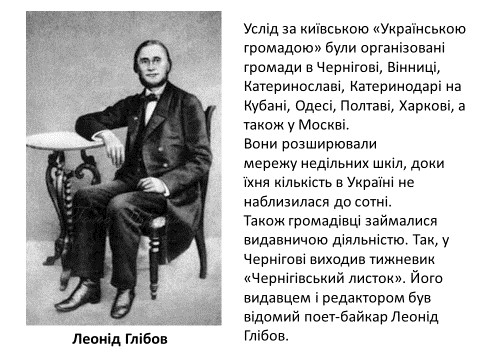 Услід за київською «Українською
громадою» були організовані
громади в Чернігові, Вінниці,
Катеринославі, Катеринодарі на
Кубані, Одесі, Полтаві, Харкові, а
також у Москві.
Вони розширювали
мережу недільних шкіл, доки
їхня кількість в Україні не
наблизилася до сотні.
Також громадівці займалися
видавничою діяльністю. Так, у
Чернігові виходив тижневик
«Чернігівський листок». Його
видавцем і редактором був
відомий поет-байкар Леонід
Глібов.
Леонід Глібов